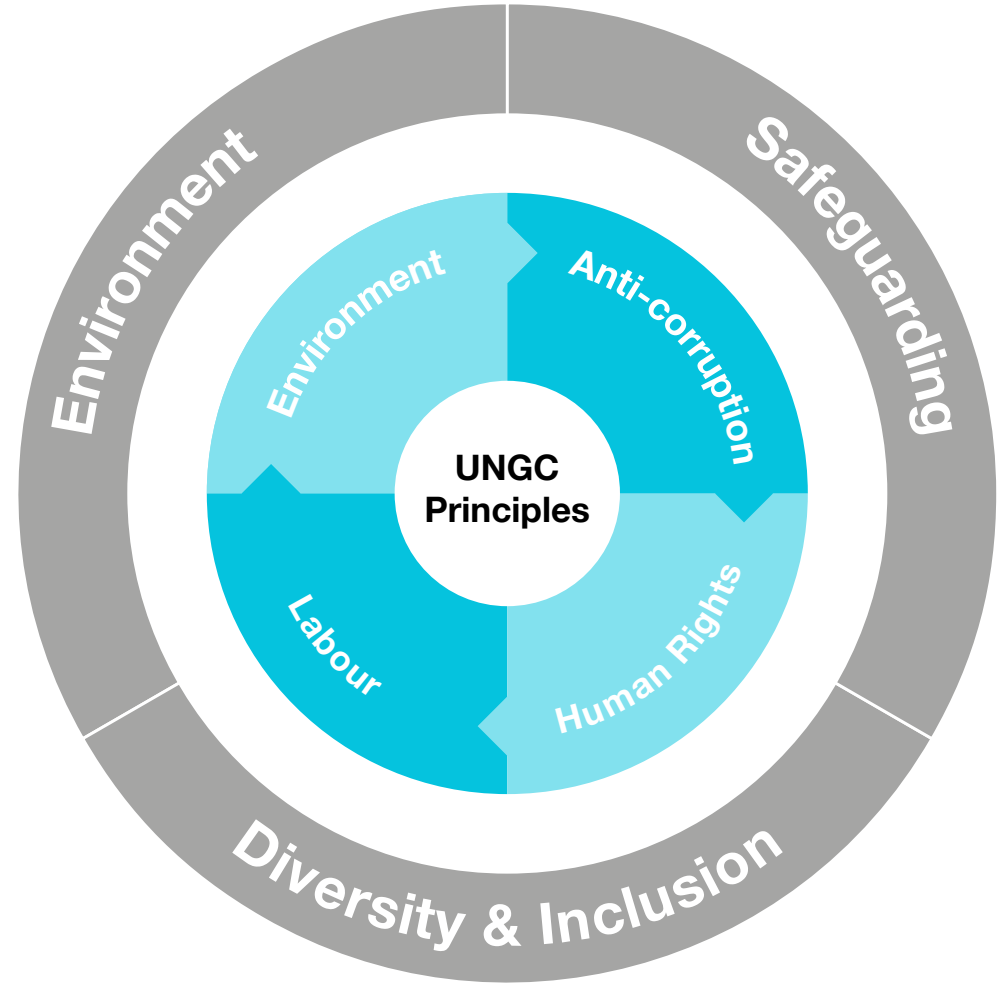 Environment
Safeguarding
Environment
Anti-corruption
UNGC
Principles
Labour
Human Rights
Diversity & Inclusion